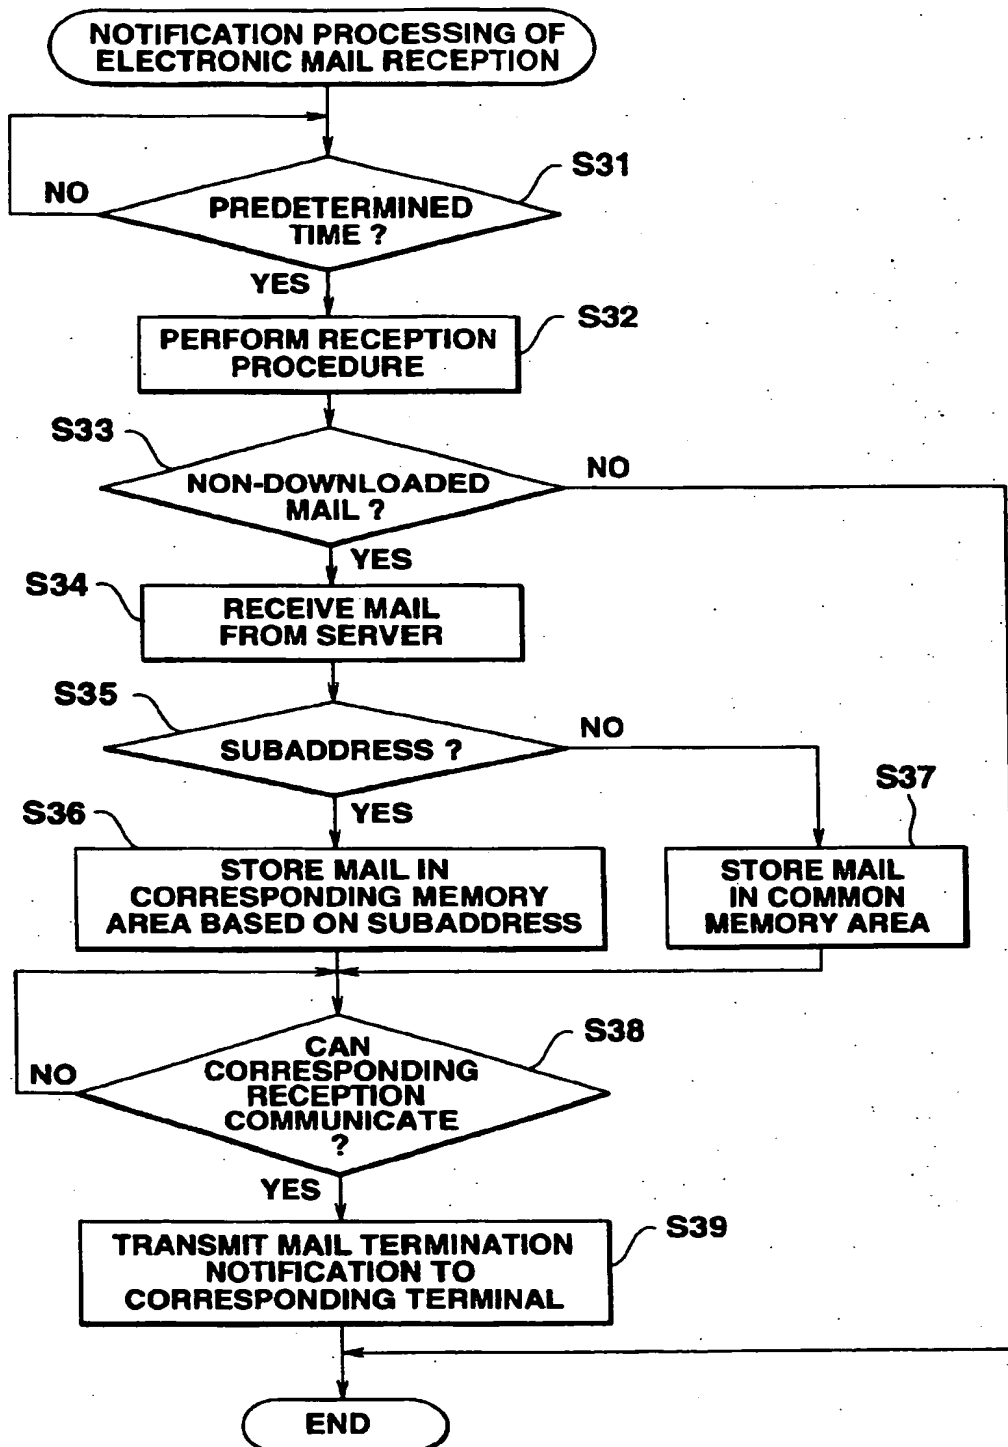 NOTIFICATION PROCESSING OF
ELECTRONIC MAIL RECEPTION
S31
NO
PREDETERMINED
TIME ?
YES
S32
PERFORM RECEPTION
PROCEDURE
S33
NO
NON-DOWNLOADED
MAIL ?
YES
S34
RECEIVE MAIL
FROM SERVER
S35
NO
SUBADDRESS ?
S37
YES
S36
STORE MAIL IN
CORRESPONDING MEMORY
AREA BASED ON SUBADDRESS
STORE MAIL
IN COMMON
MEMORY AREA
S38
CAN
CORRESPONDING
RECEPTION
COMMUNICATE
?
NO
YES
S39
TRANSMIT MAIL TERMINATION
NOTIFICATION TO
CORRESPONDING TERMINAL
END